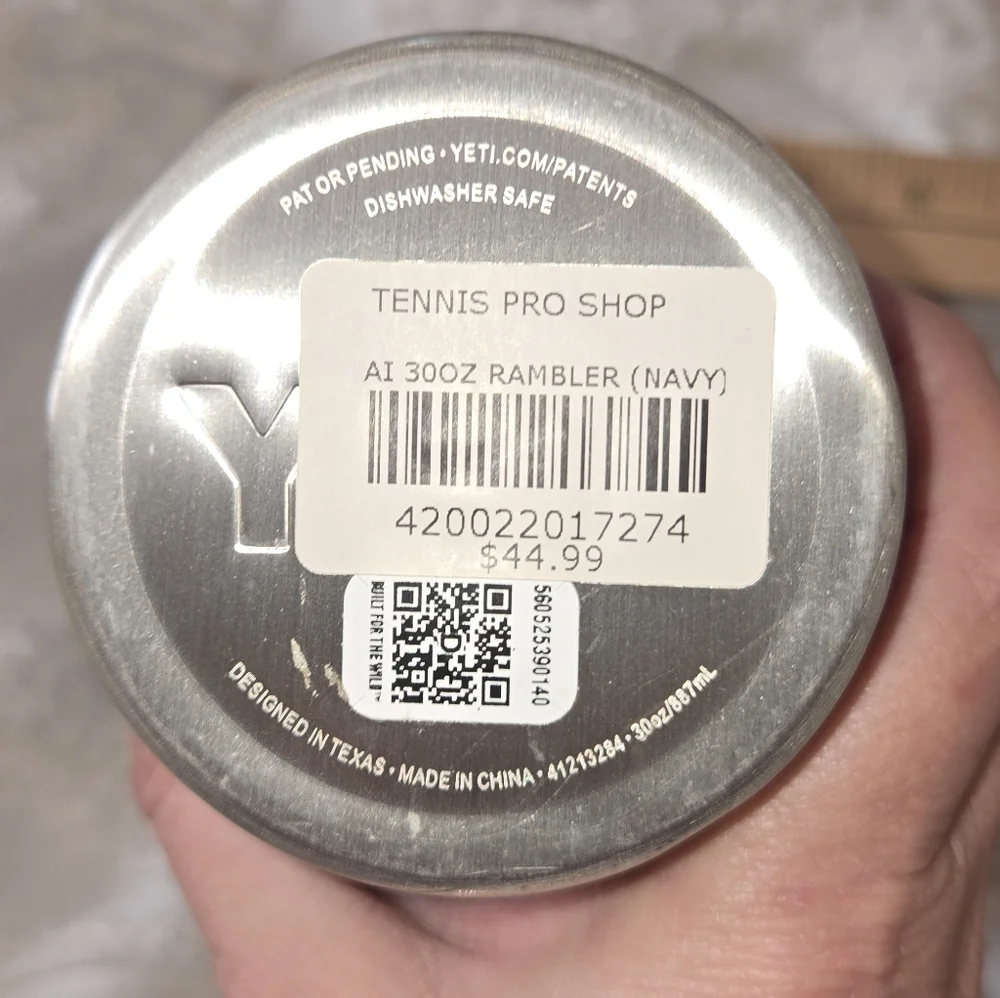 PAT OR PENDING • YETI.COM/PATENTS
DISHWASHER SAFE
TENNIS PRO SHOP
AI 30OZ RAMBLER (NAVY)
420022017274
$44.99
Y
BUILT FOR THE WILD™
560525390140
DESIGNED IN TEXAS • MADE IN CHINA • 41213284 • 30oz/887mL